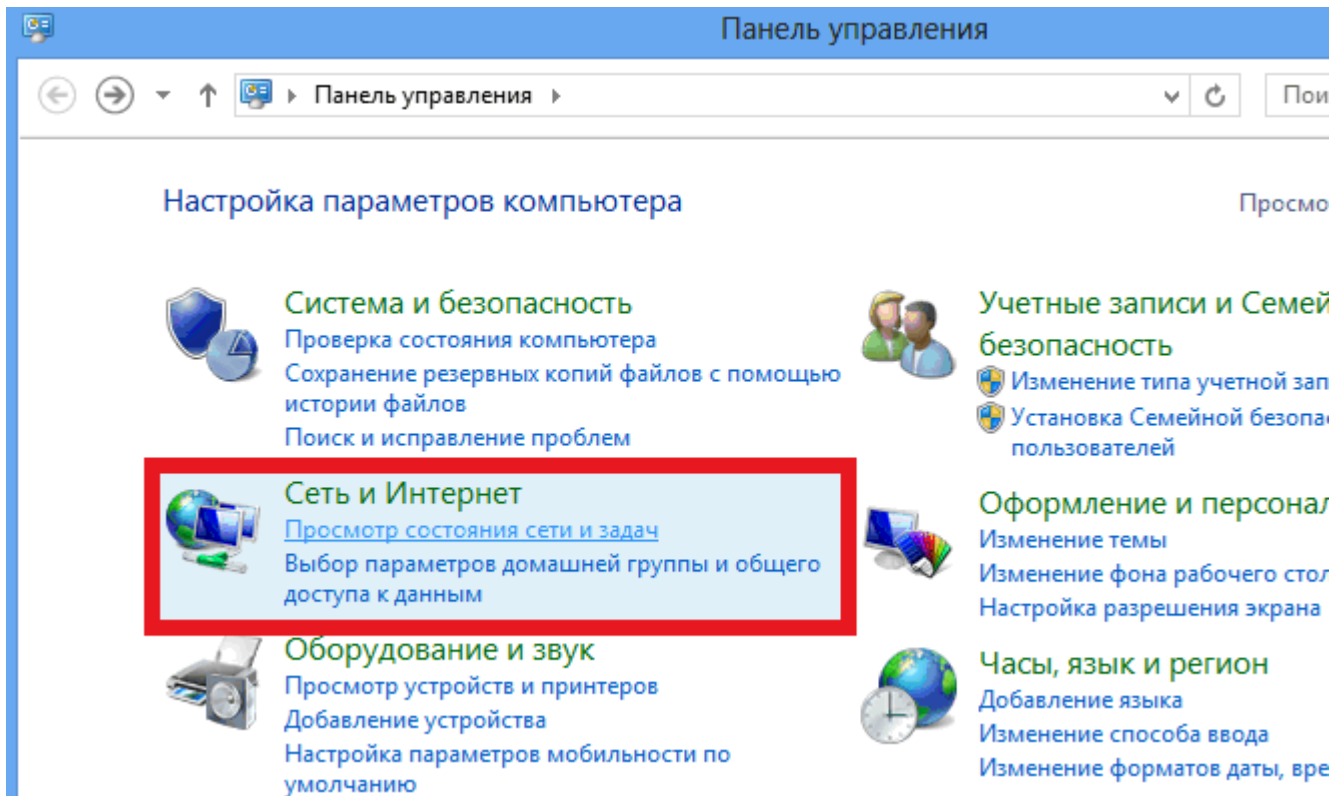 Панель управления
Панель управления
Пои
Настройка параметров компьютера
Просмо
Система и безопасность
Проверка состояния компьютера
Сохранение резервных копий файлов с помощью
истории файлов
Поиск и исправление проблем
Сеть и Интернет
Просмотр состояния сети и задач
Выбор параметров домашней группы и общего
доступа к данным
Оборудование и звук
Просмотр устройств и принтеров
Добавление устройства
Настройка параметров мобильности по
умолчанию
Учетные записи и Семей
безопасность
Изменение типа учетной зап
Установка Семейной безопас
пользователей
Оформление и персонал
Изменение темы
Изменение фона рабочего стол
Настройка разрешения экрана
Часы, язык и регион
Добавление языка
Изменение способа ввода
Изменение форматов даты, вре